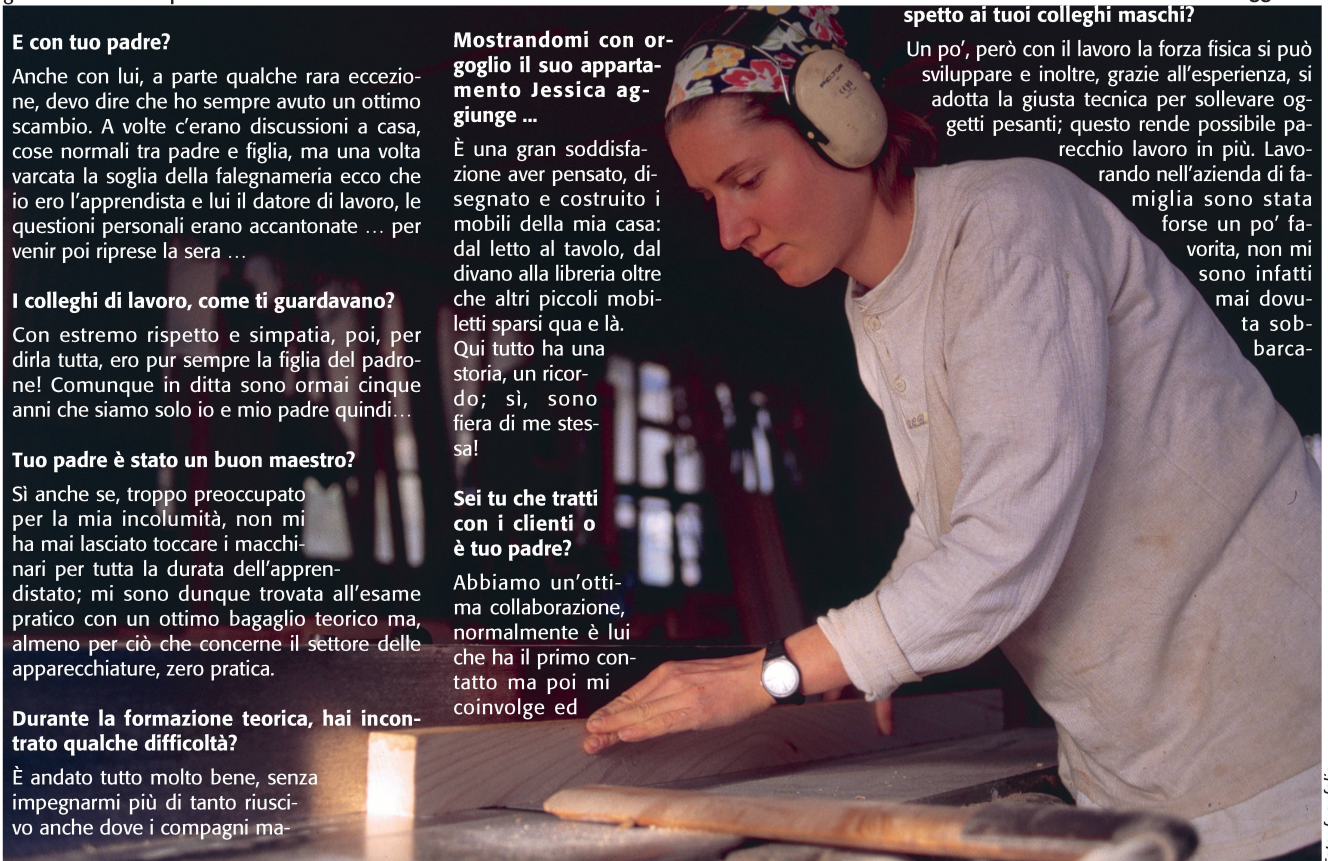 E con tuo padre?
Anche con lui, a parte qualche rara eccezio-
ne, devo dire che ho sempre avuto un ottimo
scambio. A volte c'erano discussioni a casa,
cose normali tra padre e figlia, ma una volta
varcata la soglia della falegnameria ecco che
io ero l'apprendista e lui il datore di lavoro, le
questioni personali erano accantonate … per
venir poi riprese la sera …
I colleghi di lavoro, come ti guardavano?
Con estremo rispetto e simpatia, poi, per
dirla tutta, ero pur sempre la figlia del padro-
ne! Comunque in ditta sono ormai cinque
anni che siamo solo io e mio padre quindi…
Tuo padre è stato un buon maestro?
Sì anche se, troppo preoccupato
per la mia incolumità, non mi
ha mai lasciato toccare i macchi-
nari per tutta la durata dell'appren-
distato; mi sono dunque trovata all'esame
pratico con un ottimo bagaglio teorico ma,
almeno per ciò che concerne il settore delle
apparecchiature, zero pratica.
Durante la formazione teorica, hai incon-
trato qualche difficoltà?
È andato tutto molto bene, senza
impegnarmi più di tanto riusci-
vo anche dove i compagni ma-
Mostrandomi con or-
goglio il suo apparta-
mento Jessica ag-
giunge ...
È una gran soddisfa-
zione aver pensato, di-
segnato e costruito i
mobili della mia casa:
dal letto al tavolo, dal
divano alla libreria oltre
che altri piccoli mobi-
letti sparsi qua e là.
Qui tutto ha una
storia, un ricor-
do; sì, sono
fiera di me stes-
sa!
Sei tu che tratti
con i clienti o
è tuo padre?
Abbiamo un'otti-
ma collaborazione,
normalmente è lui
che ha il primo con-
tatto ma poi mi
coinvolge ed
spetto ai tuoi colleghi maschi?
Un po', però con il lavoro la forza fisica si può
sviluppare e inoltre, grazie all'esperienza, si
adotta la giusta tecnica per sollevare og-
getti pesanti; questo rende possibile pa-
recchio lavoro in più. Lavo-
rando nell'azienda di fa-
miglia sono stata
forse un po' fa-
vorita, non mi
sono infatti
mai dovu-
ta sob-
barca-
PELTOR